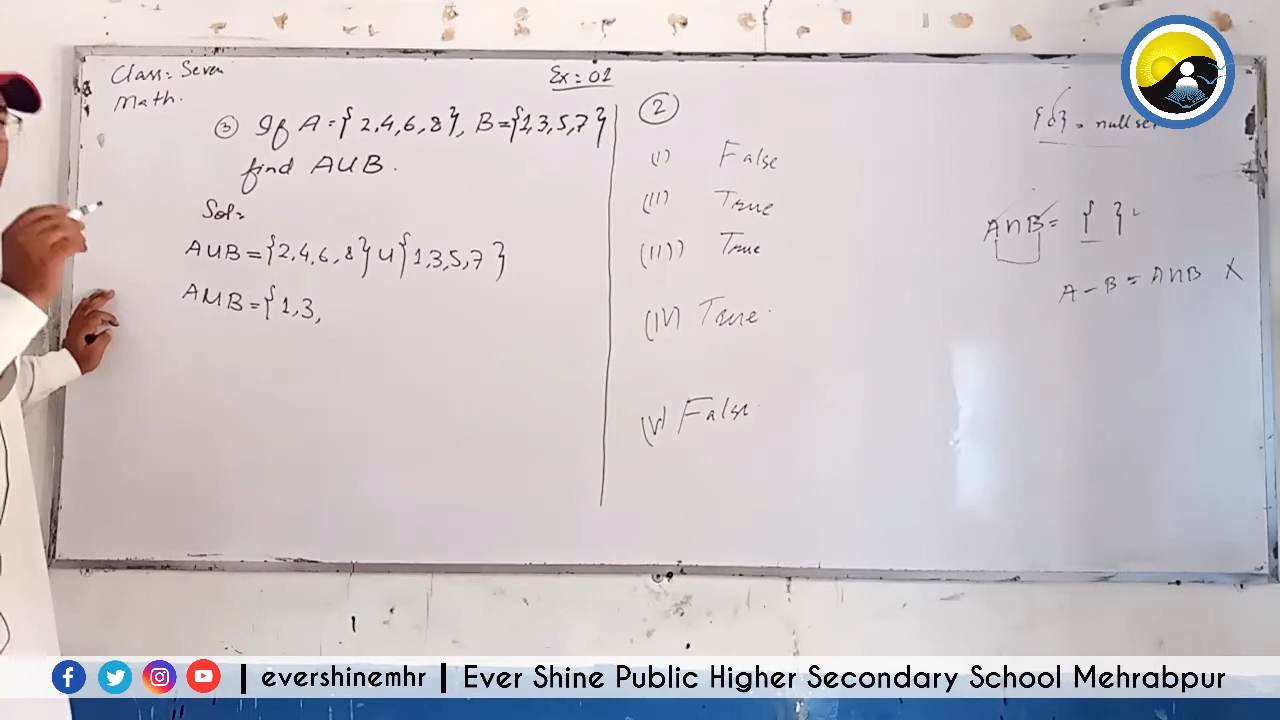 Class: Seven
Math.
Ex: 01
③ If A = {2,4,6,8}, B = {1,3,5,7}
find AUB.
Sol:
AUB = {2,4,6,8} U {1,3,5,7}
AUB = {1,3,
②
(i) False
(ii) True
(iii) True
(iv) True.
(v) False.
= null set
A∩B = { }
A - B = A∩B X
evershinemhr | Ever Shine Public Higher Secondary School Mehrabpur